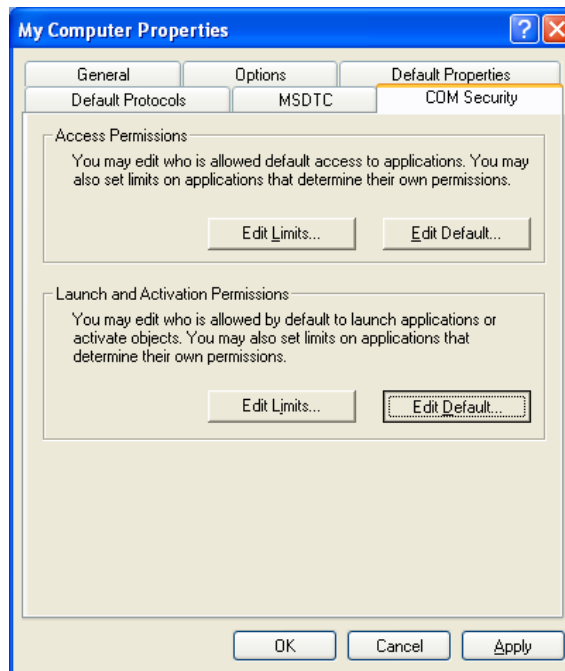 My Computer Properties
General Options Default Properties
Default Protocols MSDTC COM Security
Access Permissions
You may edit who is allowed default access to applications. You may
also set limits on applications that determine their own permissions.
Edit Limits... Edit Default...
Launch and Activation Permissions
You may edit who is allowed by default to launch applications or
activate objects. You may also set limits on applications that
determine their own permissions.
Edit Limits... Edit Default...
OK Cancel Apply